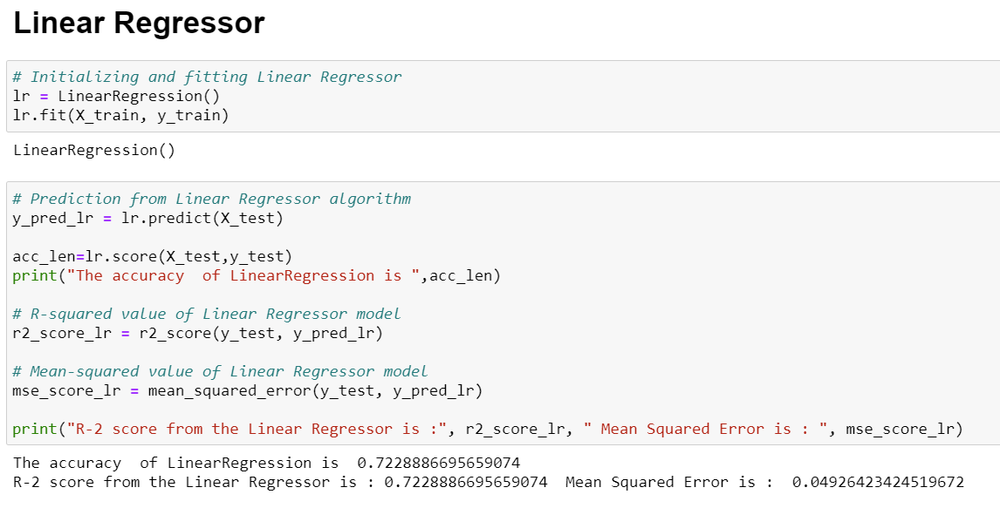 Linear Regressor
# Initializing and fitting Linear Regressor
lr = LinearRegression()
lr.fit(X_train, y_train)
LinearRegression()
# Prediction from Linear Regressor algorithm
y_pred_lr = lr.predict(X_test)
acc_len=lr.score(X_test,y_test)
print("The accuracy  of LinearRegression is ",acc_len)
# R-squared value of Linear Regressor model
r2_score_lr = r2_score(y_test, y_pred_lr)
# Mean-squared value of Linear Regressor model
mse_score_lr = mean_squared_error(y_test, y_pred_lr)
print("R-2 score from the Linear Regressor is :", r2_score_lr, " Mean Squared Error is : ", mse_score_lr)
The accuracy  of LinearRegression is  0.7228886695659074
R-2 score from the Linear Regressor is : 0.7228886695659074  Mean Squared Error is :  0.04926423424519672